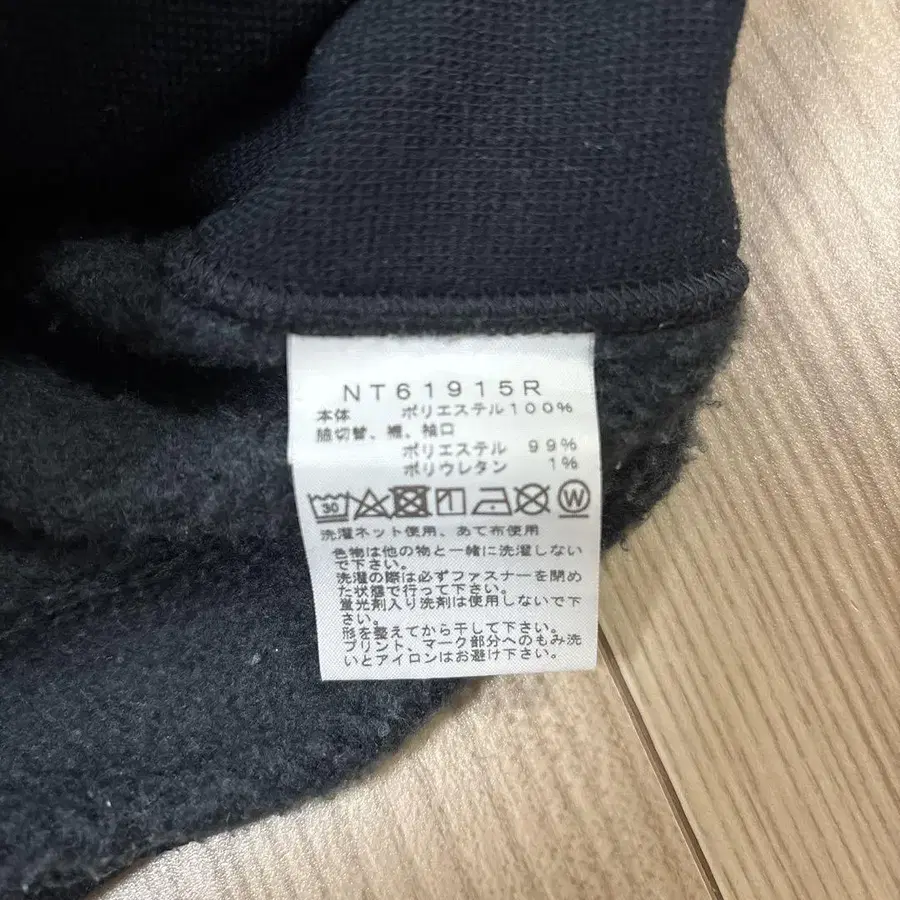 NT61915R
本体 ポリエステル100%
脇切替、裾、袖口
ポリエステル 99%
ポリウレタン 1%
30 W
洗濯ネット使用、あて布使用
色物は他の物と一緒に洗濯しない
で下さい。
洗濯の際は必ずファスナーを閉め
た状態で行って下さい。
蛍光剤入り洗剤は使用しないで下
さい。
形を整えてから干して下さい。
プリント、マーク部分へのもみ洗
いとアイロンはお避け下さい。